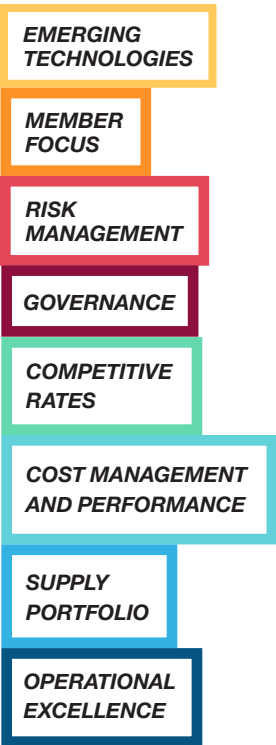 EMERGING
TECHNOLOGIES
MEMBER
FOCUS
RISK
MANAGEMENT
GOVERNANCE
COMPETITIVE
RATES
COST MANAGEMENT
AND PERFORMANCE
SUPPLY
PORTFOLIO
OPERATIONAL
EXCELLENCE